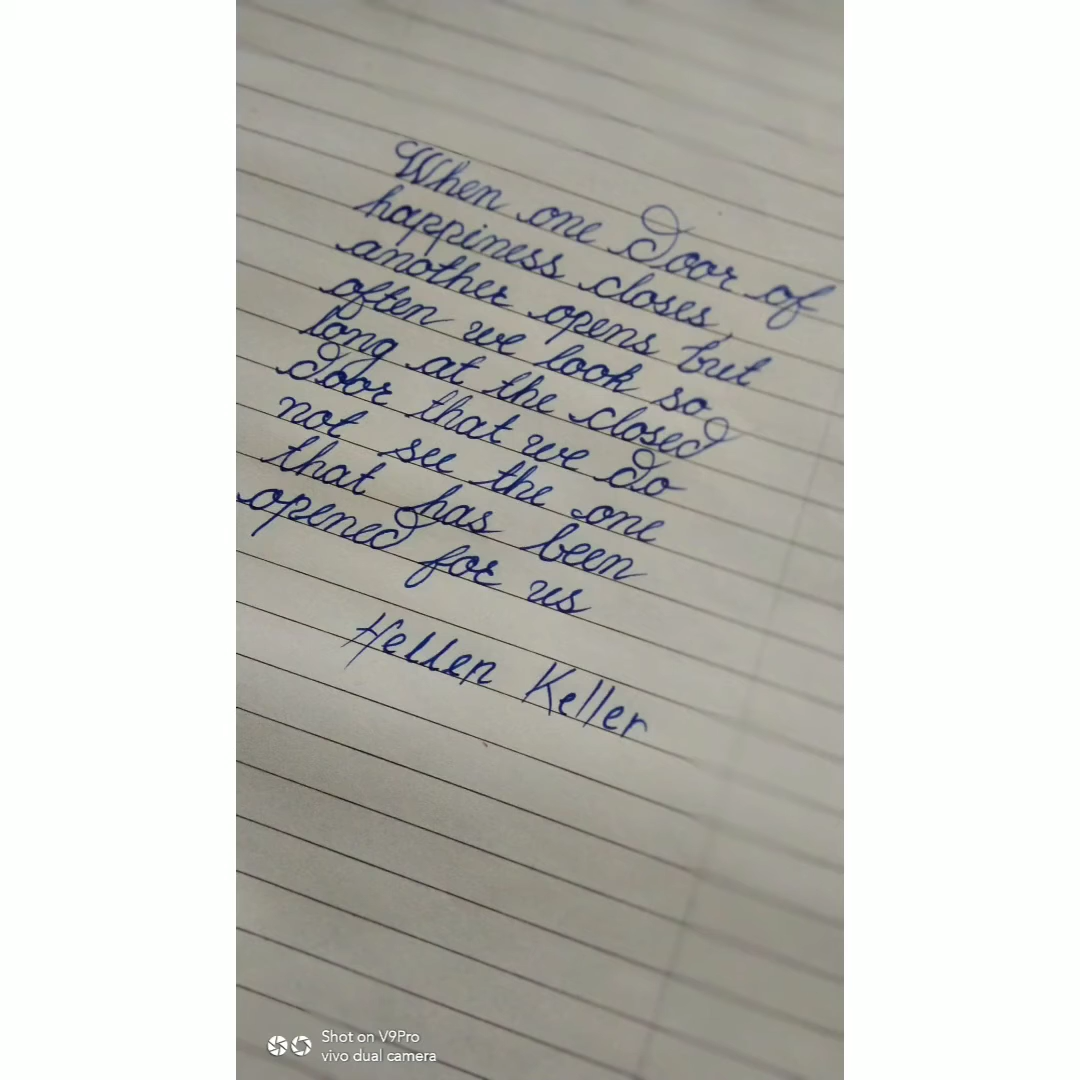 When one door of
happiness closes,
another opens but
often we look so
long at the closed
door that we do
not see the one
that has been
opened for us
Hellen Keller
Shot on V9Pro
vivo dual camera